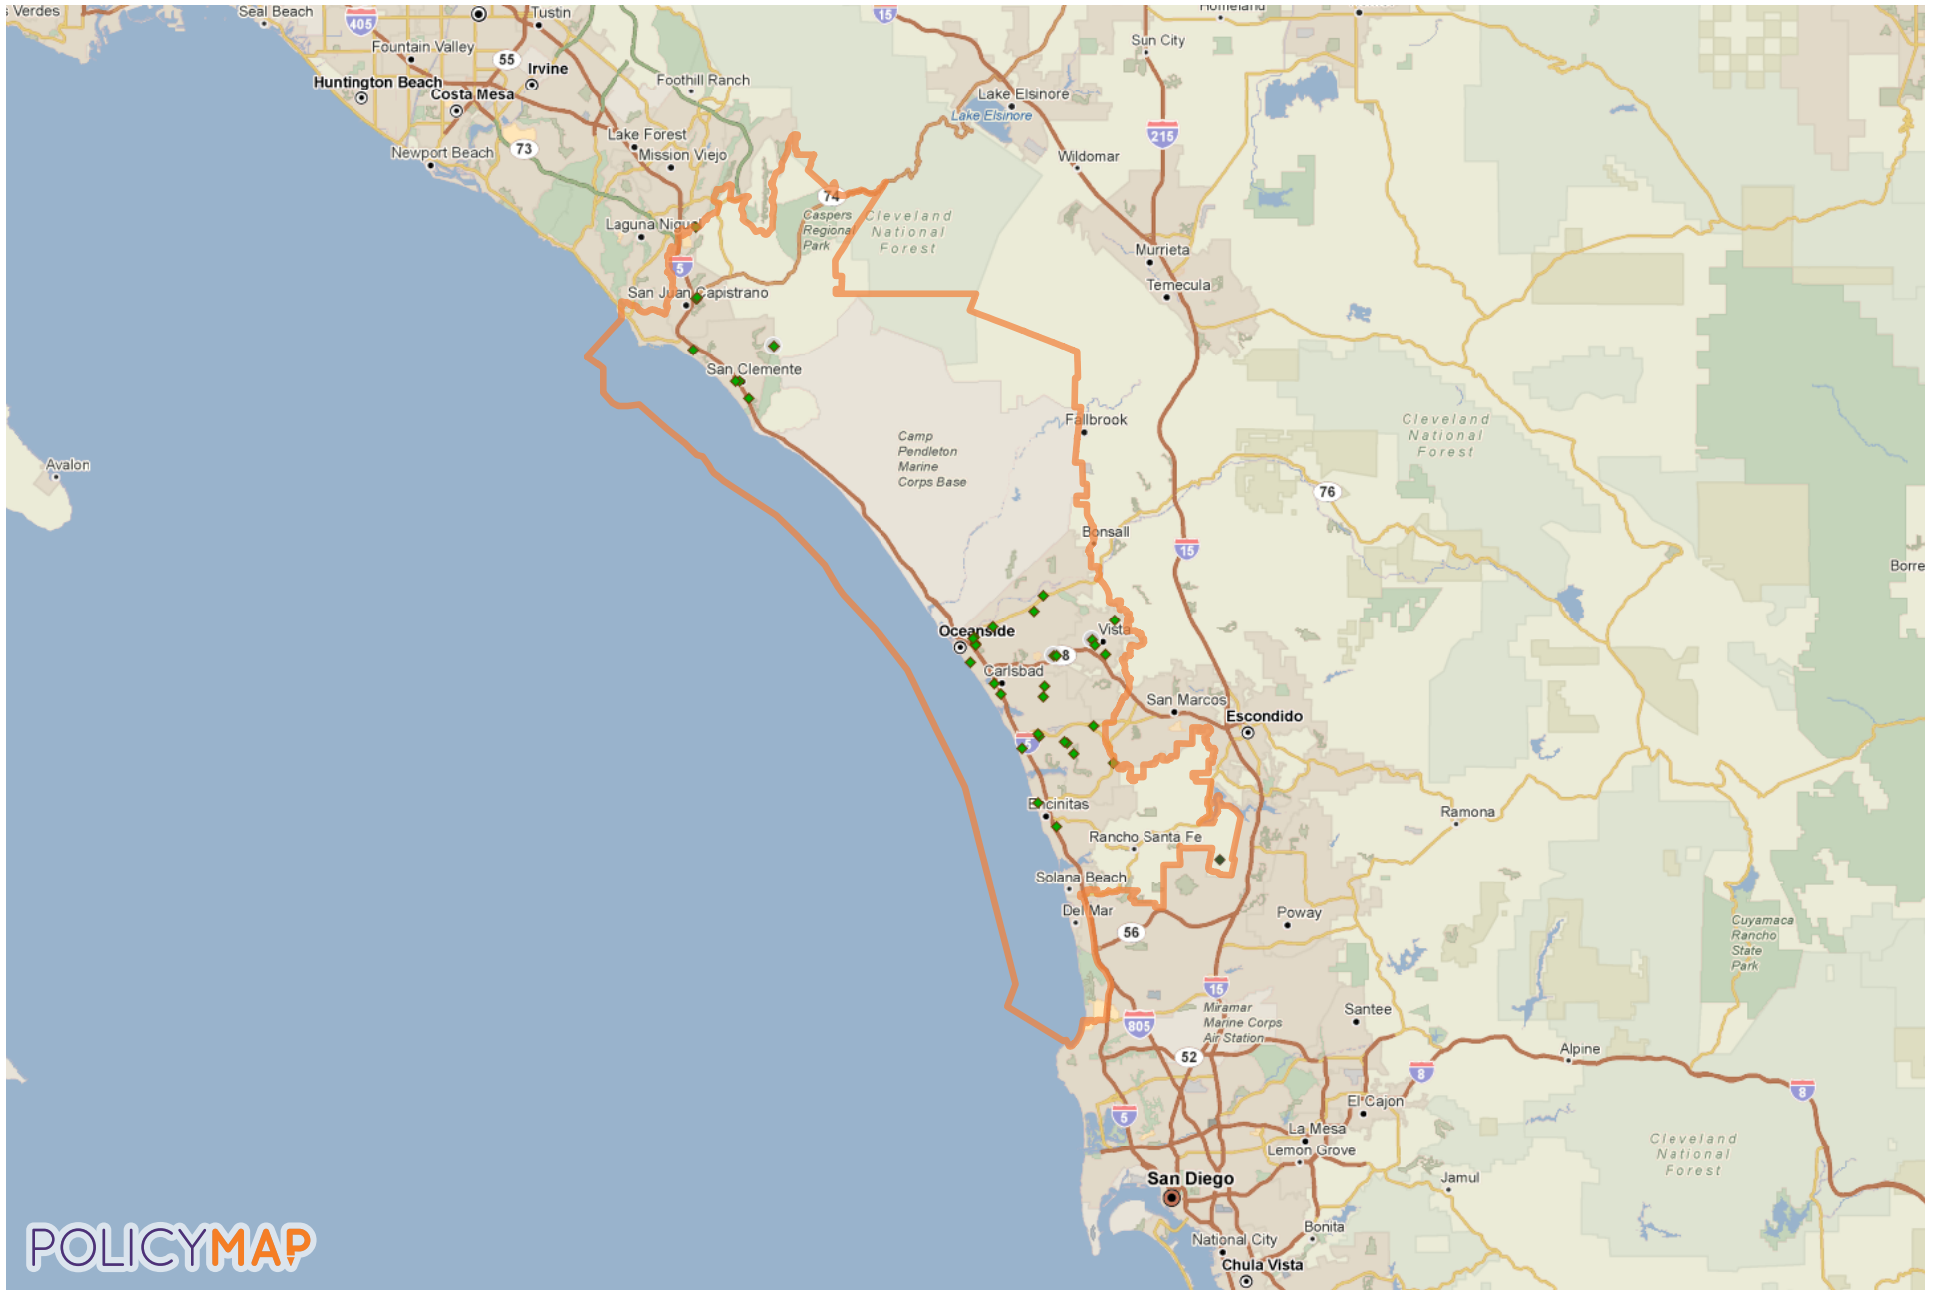 s Verdes
Seal Beach
405
Tustin
15
Homeland
Fountain Valley
Sun City
55
Irvine
Huntington Beach
Costa Mesa
Foothill Ranch
Lake Elsinore
Lake Elsinore
215
Lake Forest
73
Newport Beach
Mission Viejo
Wildomar
74
Caspers
Regional
Park
Cleveland
National
Forest
Laguna Niguel
5
Murrieta
San Juan Capistrano
Temecula
San Clemente
Fallbrook
Cleveland
National
Forest
Camp
Pendleton
Marine
Corps Base
Avalon
76
Bonsall
15
Borre
Oceanside
Vista
8
Carlsbad
San Marcos
Escondido
5
Encinitas
Ramona
Rancho Santa Fe
Solana Beach
Del Mar
Poway
56
Cuyamaca
Rancho
State
Park
15
Miramar
Marine Corps
Air Station
Santee
805
52
Alpine
8
8
El Cajon
5
La Mesa
Lemon Grove
Cleveland
National
Forest
San Diego
Jamul
Bonita
National City
Chula Vista
POLICYMAP